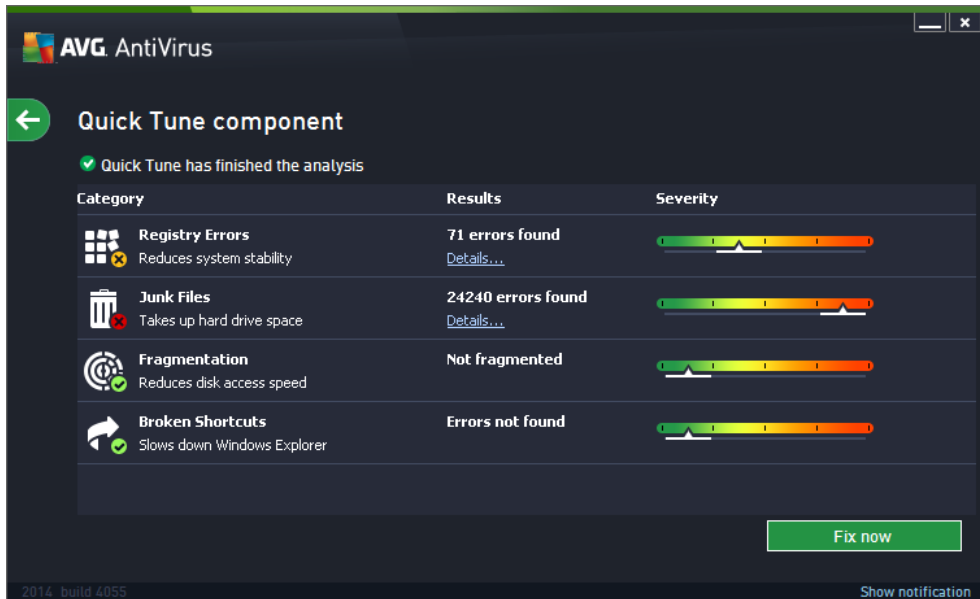 AVG. AntiVirus
Quick Tune component
Quick Tune has finished the analysis
Category Results Severity
Registry Errors 71 errors found
Reduces system stability Details...
Junk Files 24240 errors found
Takes up hard drive space Details...
Fragmentation Not fragmented
Reduces disk access speed
Broken Shortcuts Errors not found
Slows down Windows Explorer
Fix now
2014 build 4055 Show notification